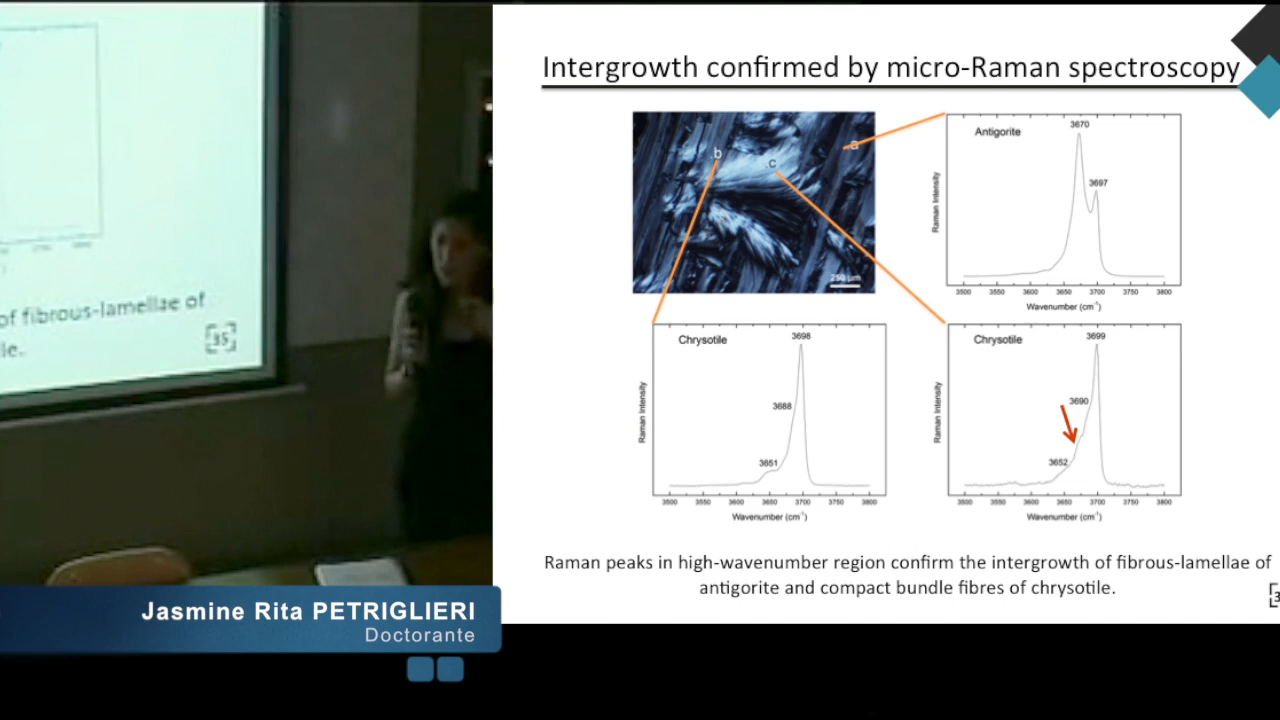 Intergrowth confirmed by micro-Raman spectroscopy
b
c
a
250 µm
Antigorite
3670
3697
Raman Intensity
3500 3550 3600 3650 3700 3750 3800
Wavenumber (cm⁻¹)
Chrysotile
3698
3688
3651
Raman Intensity
3500 3550 3600 3650 3700 3750 3800
Wavenumber (cm⁻¹)
Chrysotile
3699
3690
3652
Raman Intensity
3500 3550 3600 3650 3700 3750 3800
Wavenumber (cm⁻¹)
Raman peaks in high-wavenumber region confirm the intergrowth of fibrous-lamellae of
antigorite and compact bundle fibres of chrysotile.
3
of fibrous-lamellae of
le.
35
Jasmine Rita PETRIGLIERI
Doctorante